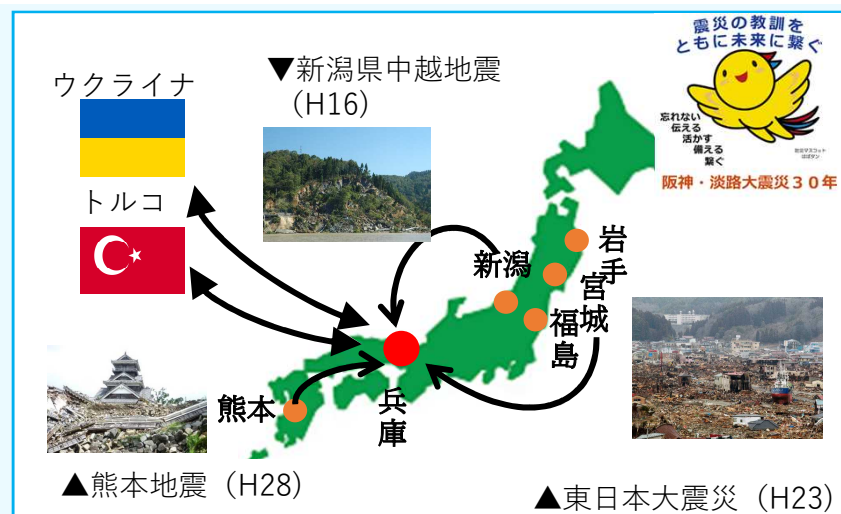 震災の教訓を
ともに未来に繋ぐ
忘れない
伝える
活かす
備える
繋ぐ
阪神・淡路大震災30年
ウクライナ
トルコ
▼新潟県中越地震
(H16)
新潟
岩手
宮城
福島
兵庫
熊本
▲熊本地震（H28）
▲東日本大震災（H23）